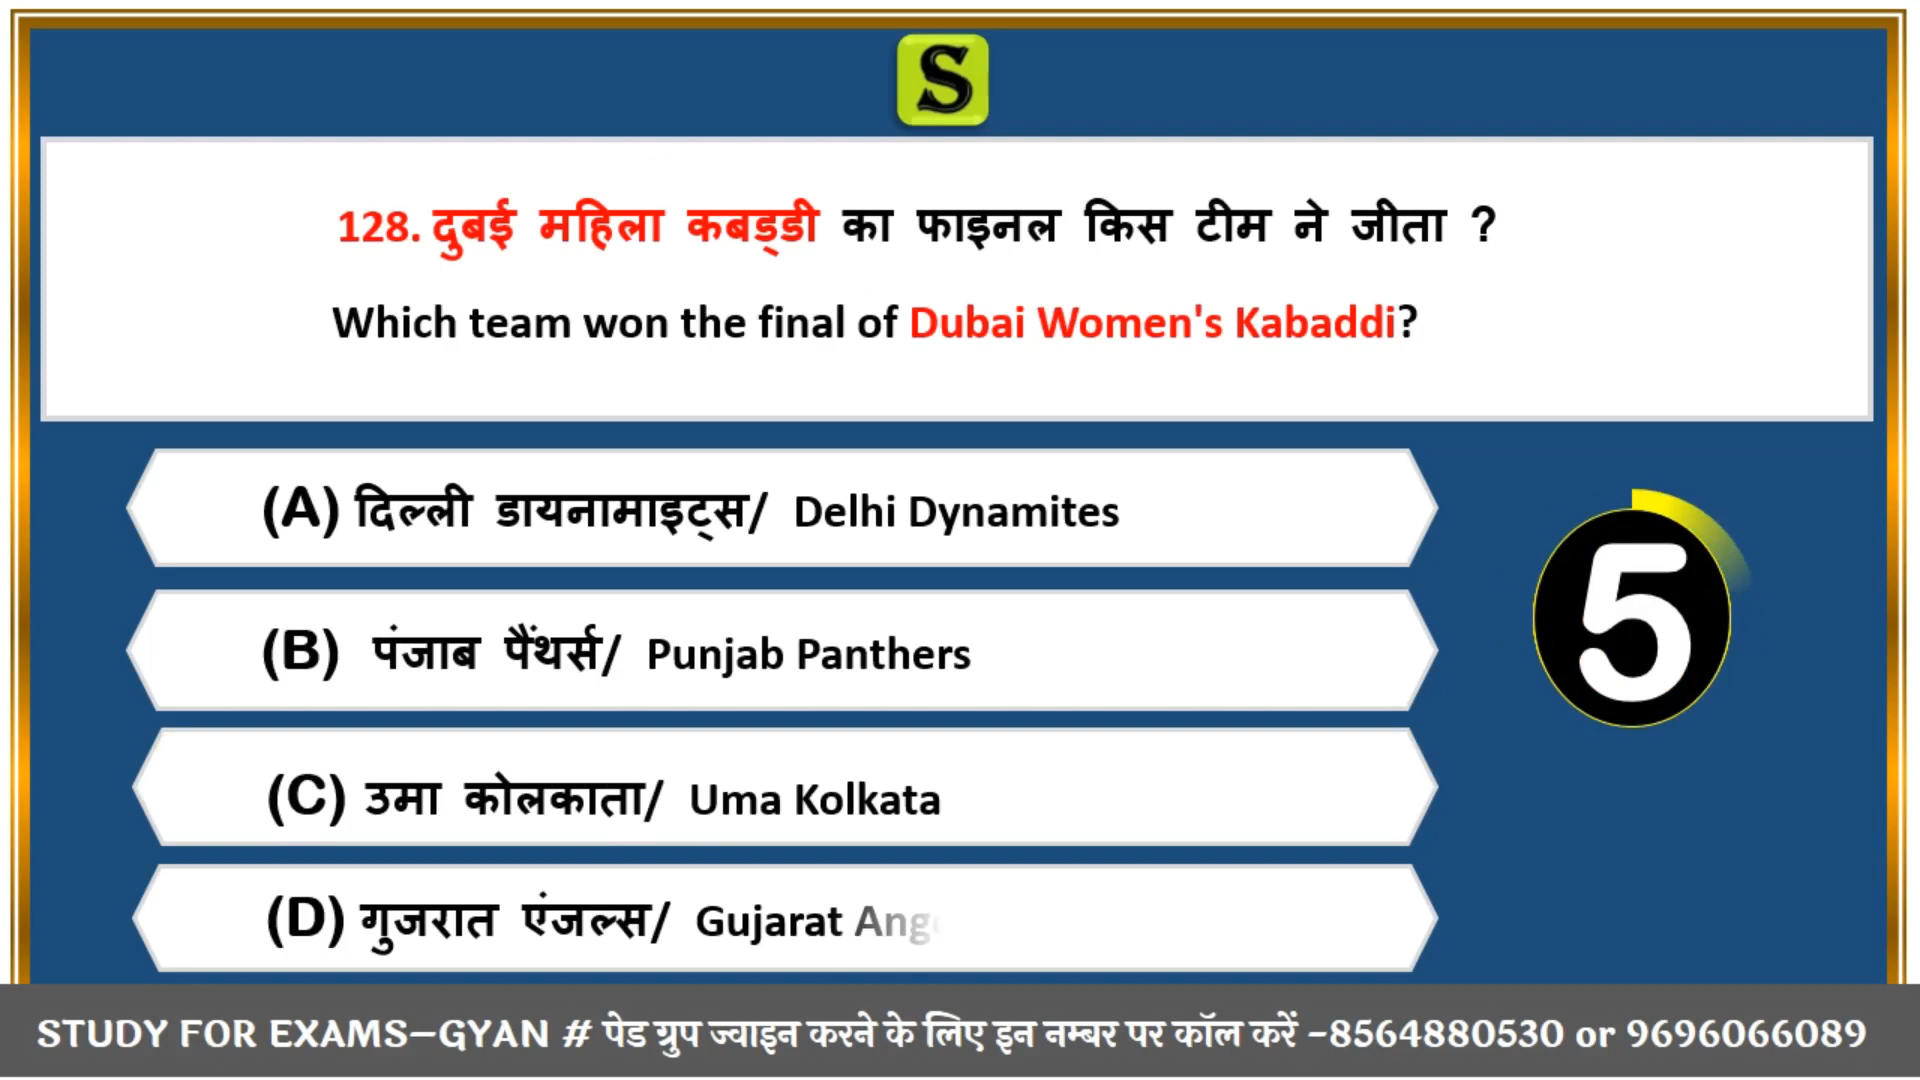 S
128. दुबई महिला कबड्डी का फाइनल किस टीम ने जीता ?
Which team won the final of Dubai Women's Kabaddi?
(A) दिल्ली डायनामाइट्स/ Delhi Dynamites
(B) पंजाब पैंथर्स/ Punjab Panthers
5
(C) उमा कोलकाता/ Uma Kolkata
(D) गुजरात एंजल्स/ Gujarat
STUDY FOR EXAMS–GYAN # पेड ग्रुप ज्वाइन करने के लिए इन नम्बर पर कॉल करें –8564880530 or 9696066089